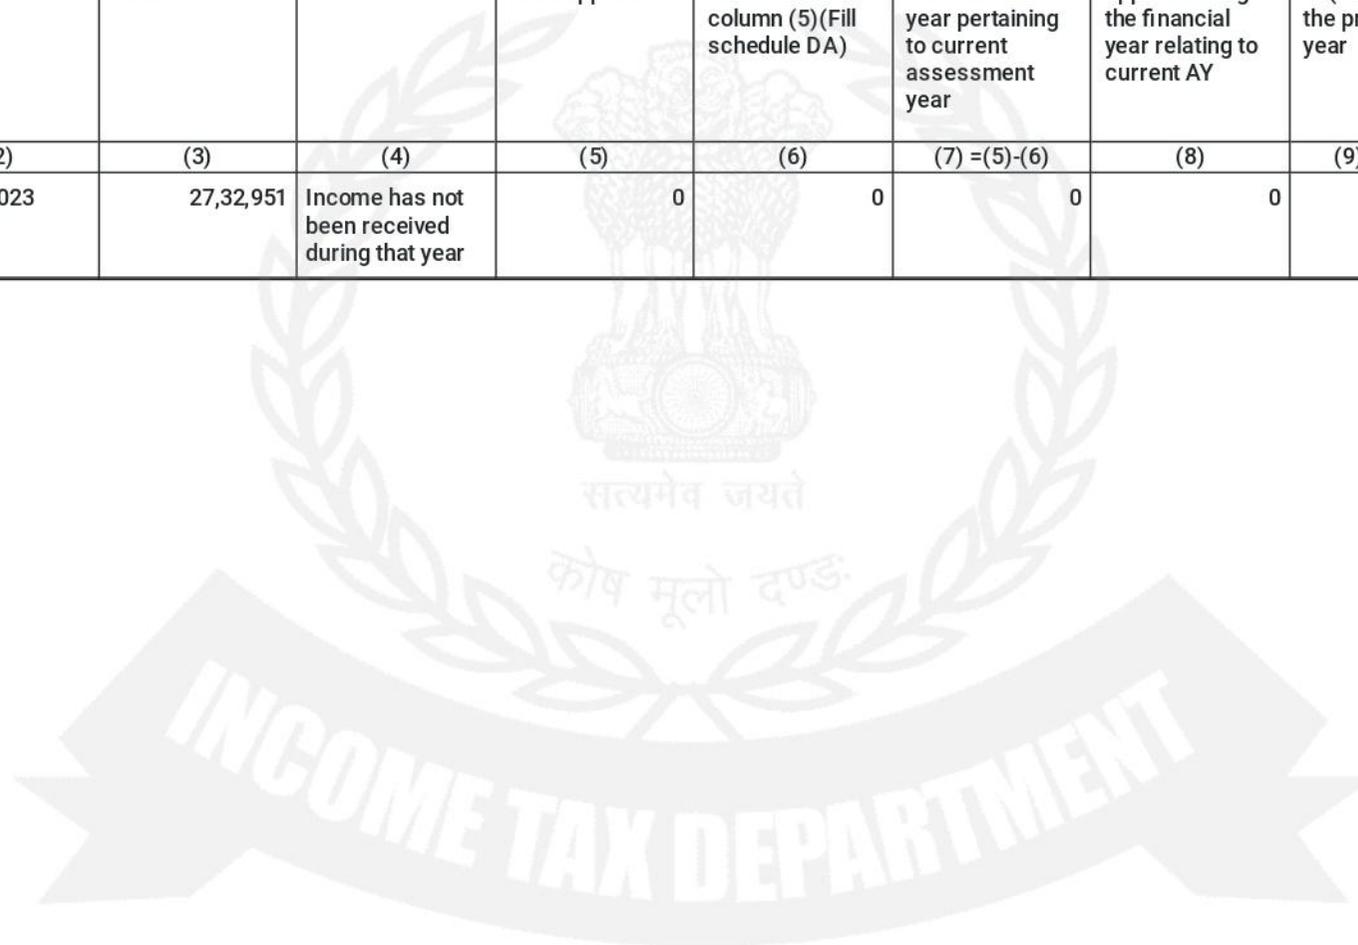 column (5)(Fill
schedule DA)
year pertaining
to current
assessment
year
the financial
year relating to
current AY
year
(3) (4) (5) (6) (7) =(5)-(6) (8)
27,32,951 Income has not
been received
during that year
0 0 0 0
सत्यमेव जयते
कोष मूलो दण्डः
INCOME TAX DEPARTMENT